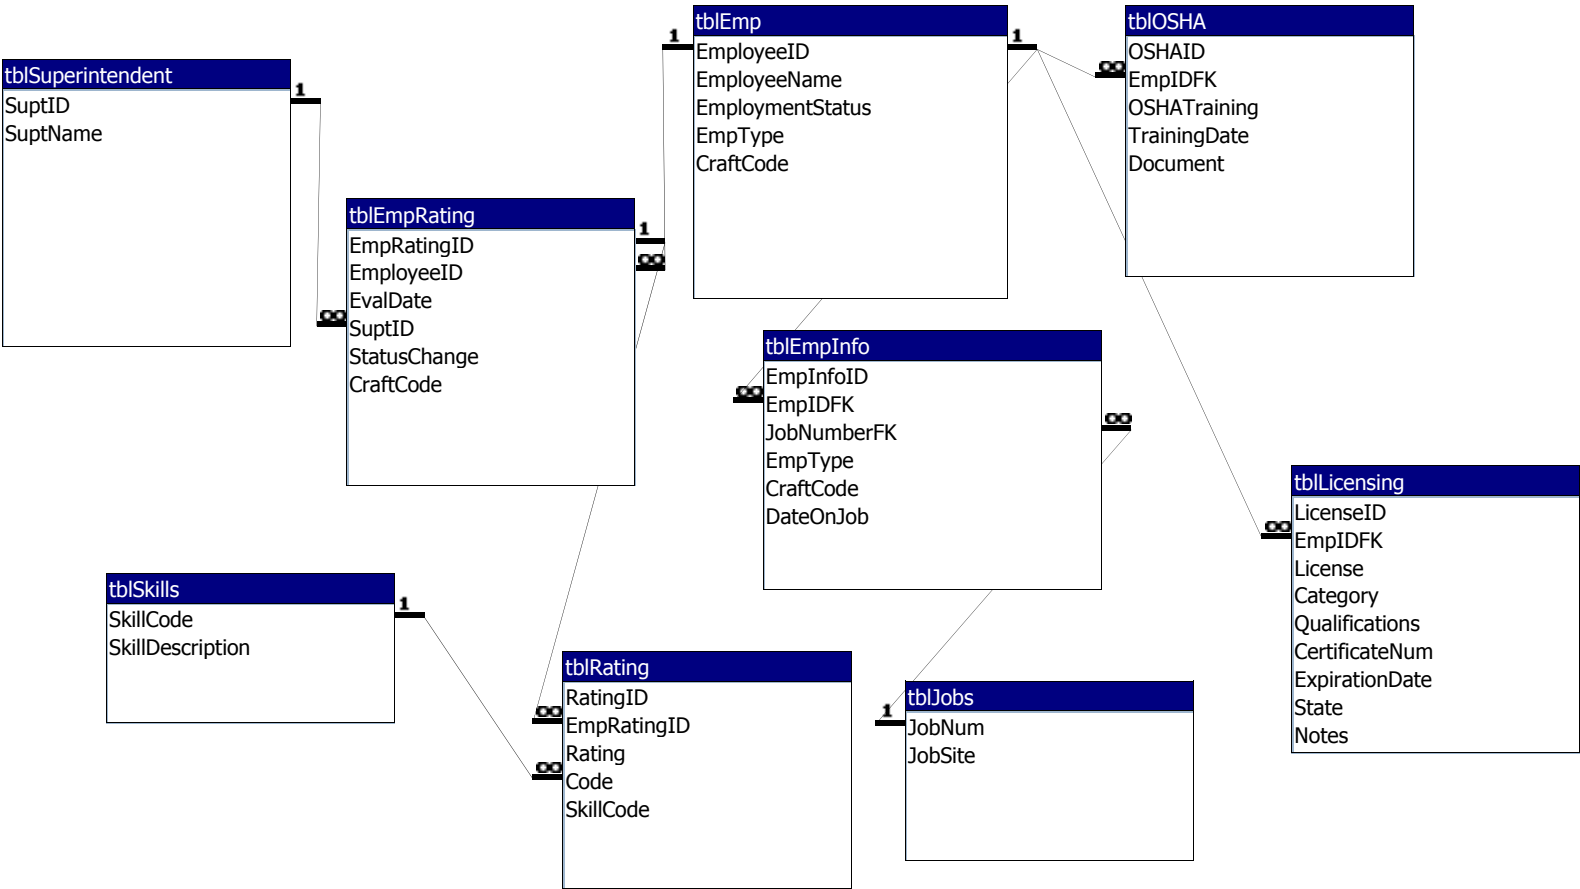 tblSuperintendent
SuptID
SuptName
1
∞
tblEmpRating
EmpRatingID
EmployeeID
EvalDate
SuptID
StatusChange
CraftCode
1
∞
1
tblEmp
EmployeeID
EmployeeName
EmploymentStatus
EmpType
CraftCode
1
∞
tblOSHA
OSHAID
EmpIDFK
OSHATraining
TrainingDate
Document
∞
tblEmpInfo
EmpInfoID
EmpIDFK
JobNumberFK
EmpType
CraftCode
DateOnJob
∞
∞
tblLicensing
LicenseID
EmpIDFK
License
Category
Qualifications
CertificateNum
ExpirationDate
State
Notes
tblSkills
SkillCode
SkillDescription
1
∞
∞
tblRating
RatingID
EmpRatingID
Rating
Code
SkillCode
1
tblJobs
JobNum
JobSite